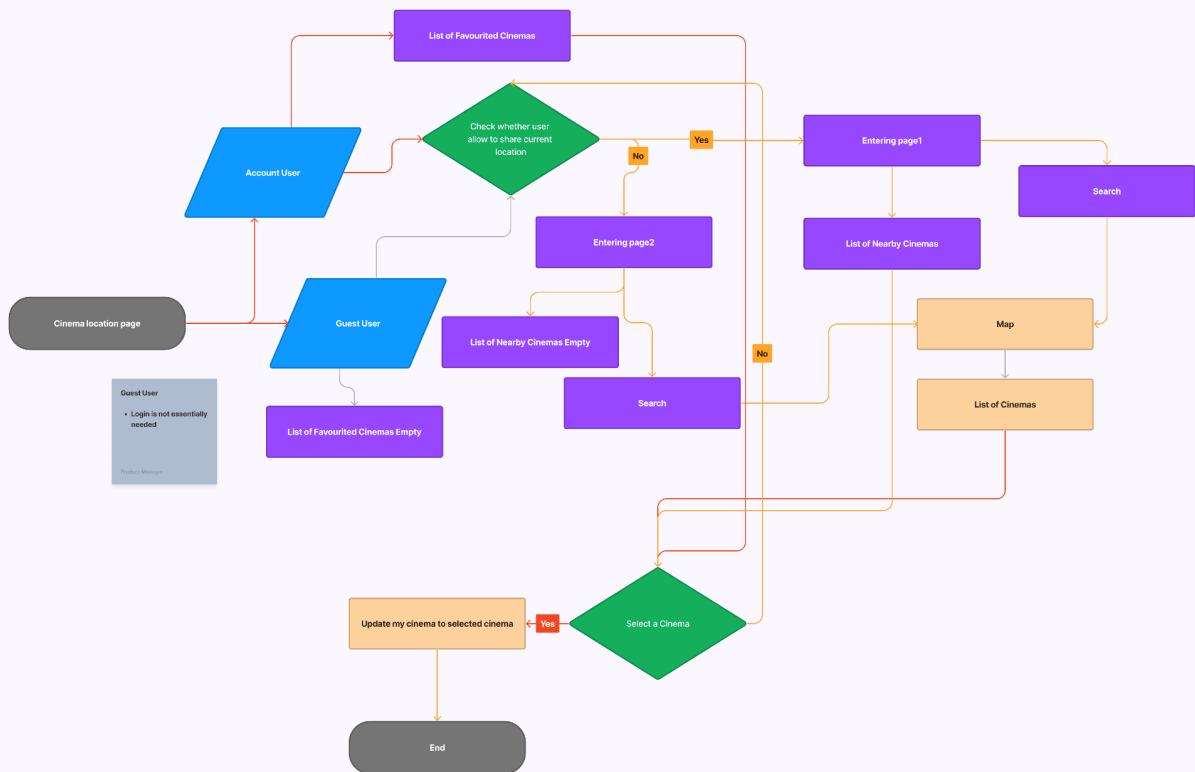 List of Favourited Cinemas
Check whether user
allow to share current
location
Yes
Entering page1
No
Account User
Search
Entering page2
List of Nearby Cinemas
Cinema location page
Guest User
Map
List of Nearby Cinemas Empty
No
Guest User
• Login is not essentially
needed
Product Manager
Search
List of Cinemas
List of Favourited Cinemas Empty
Update my cinema to selected cinema
Yes
Select a Cinema
End